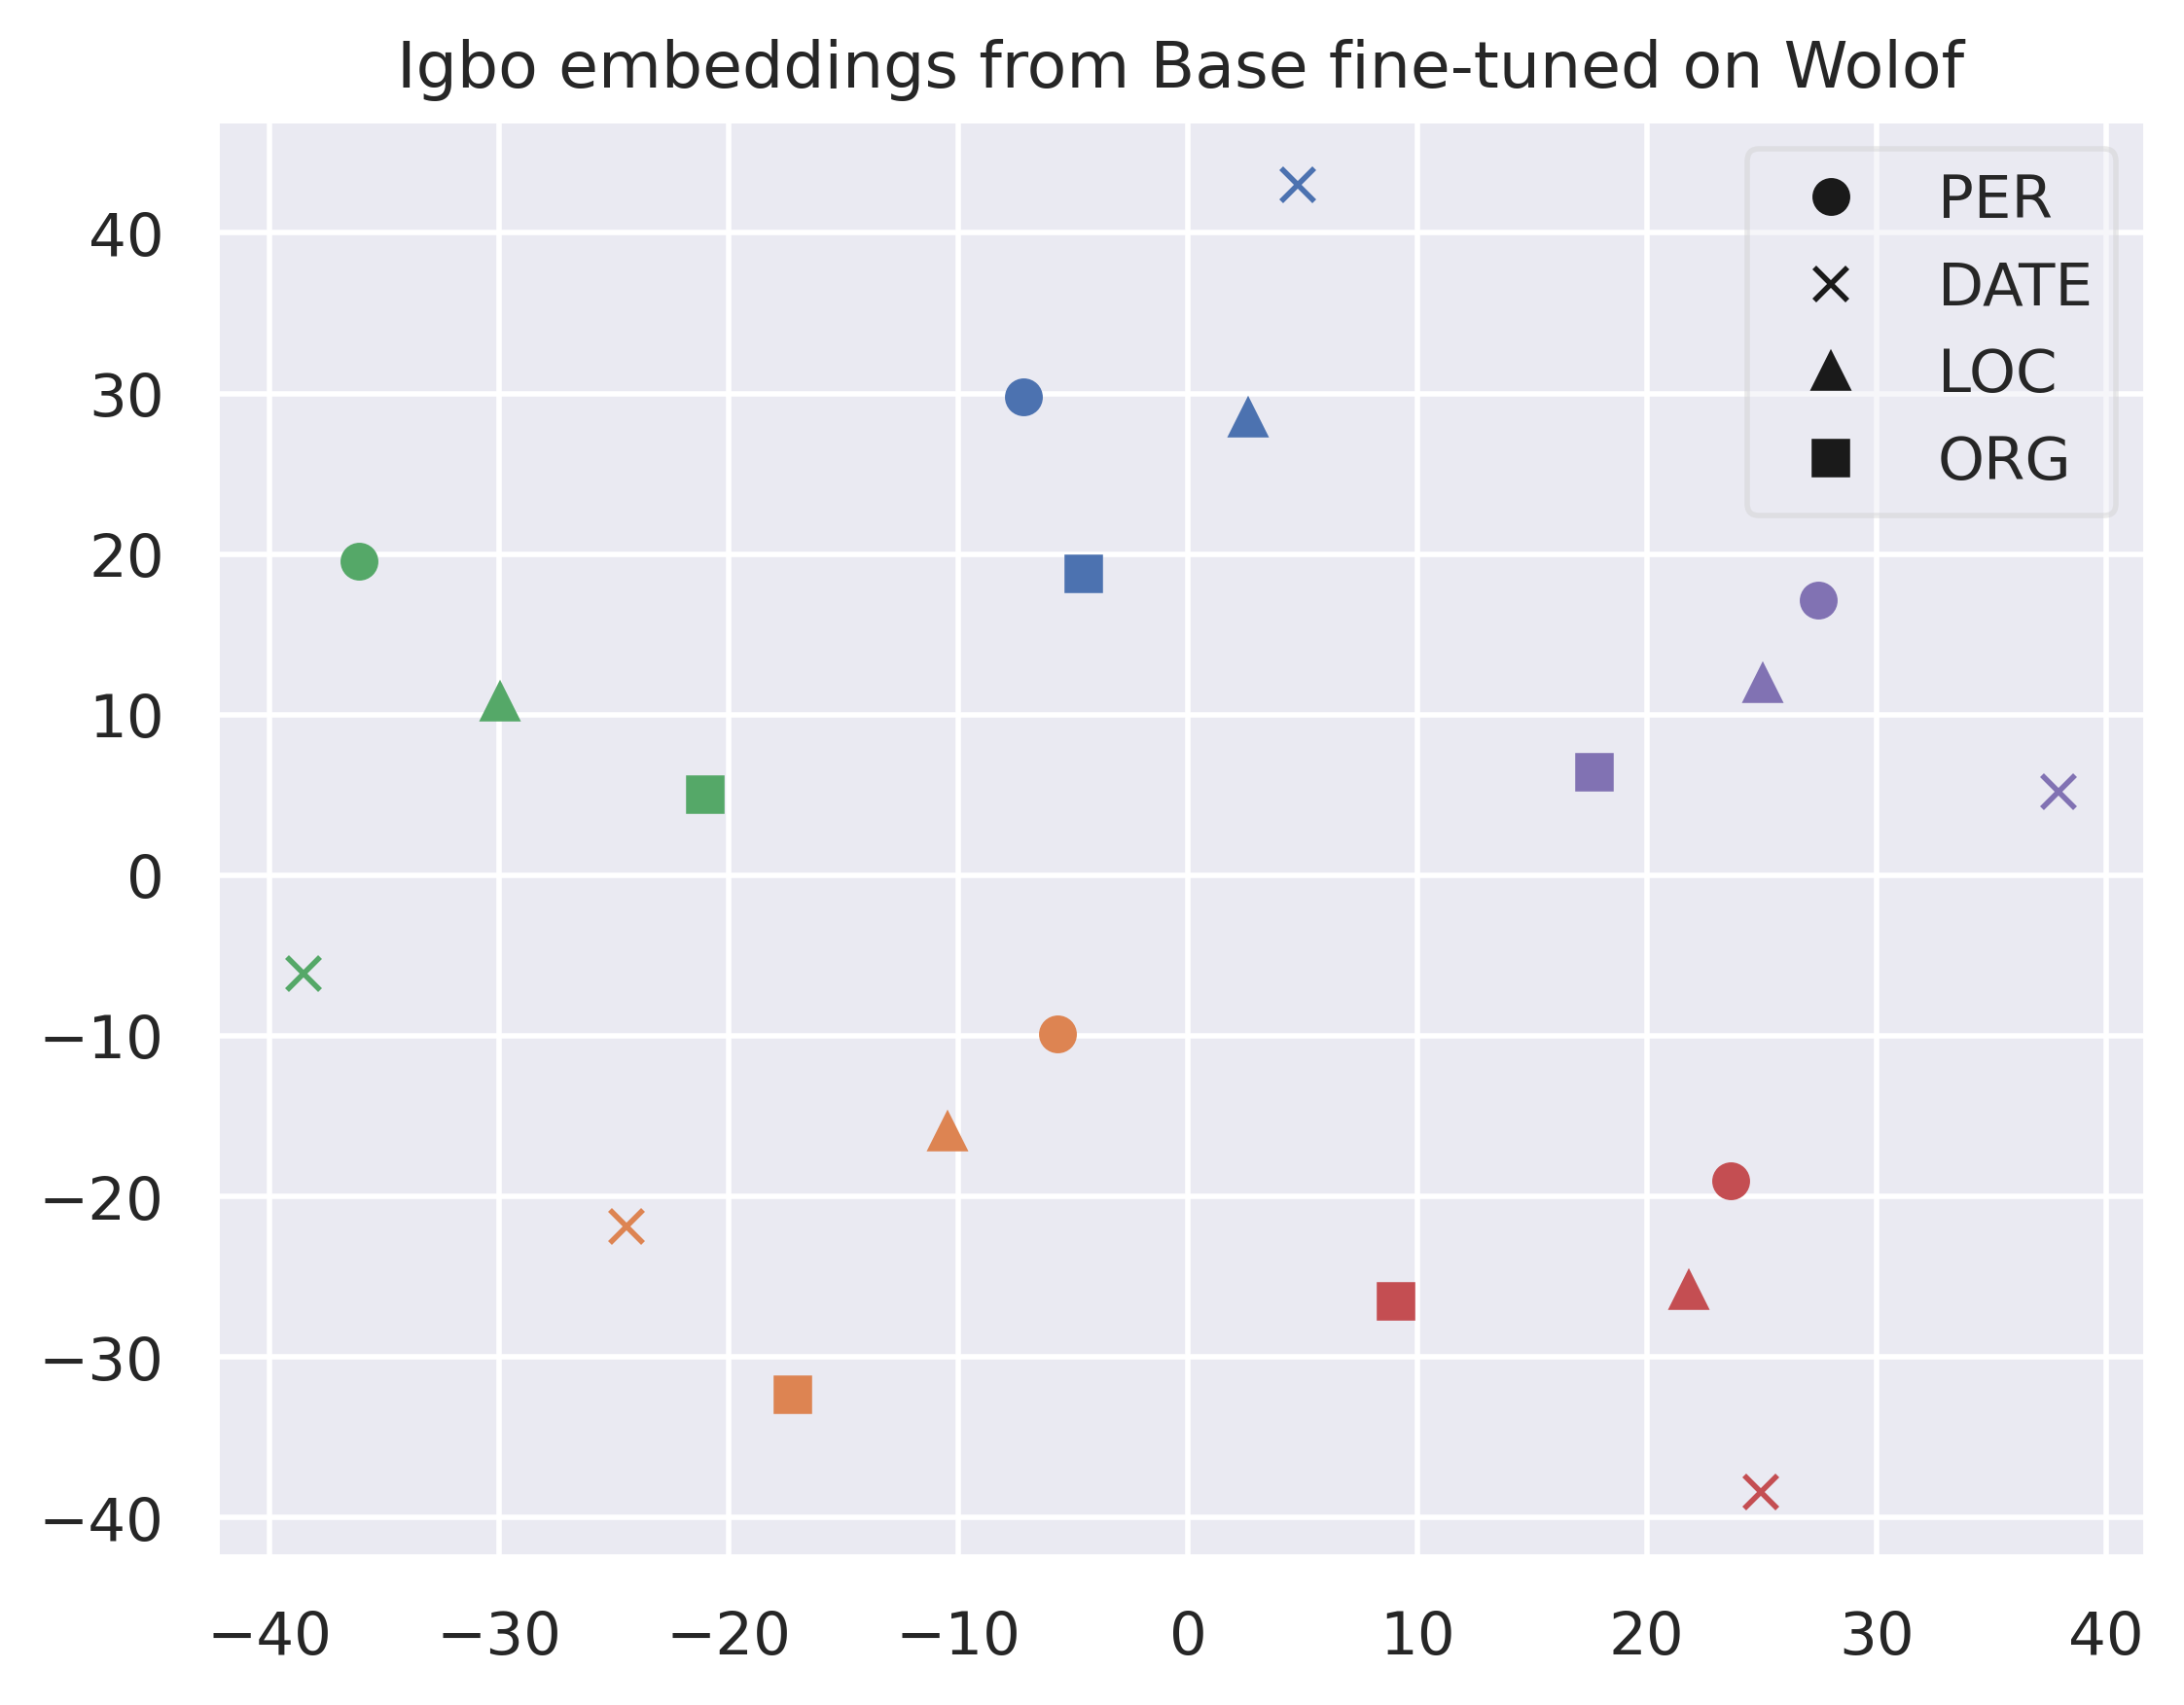 Igbo embeddings from Base fine-tuned on Wolof
PER
DATE
LOC
ORG
40
30
20
10
0
−10
−20
−30
−40
−40 −30 −20 −10 0 10 20 30 40